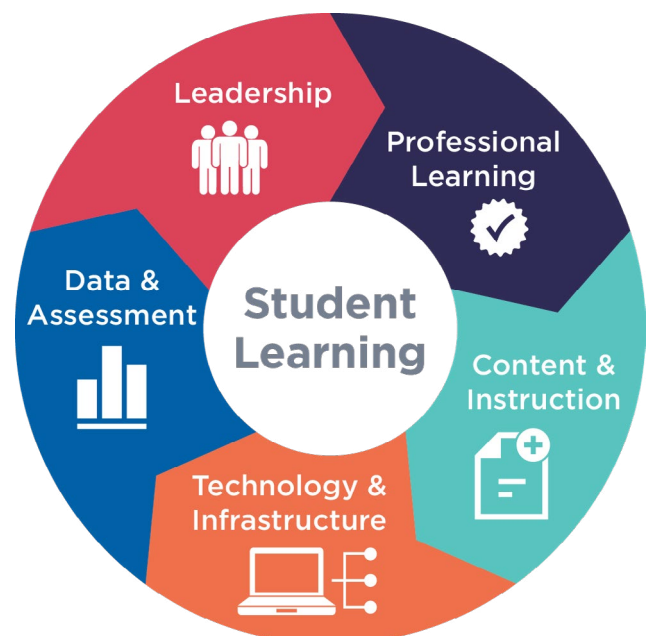 Leadership
Professional
Learning
Data &
Assessment
Student
Learning
Content &
Instruction
Technology &
Infrastructure